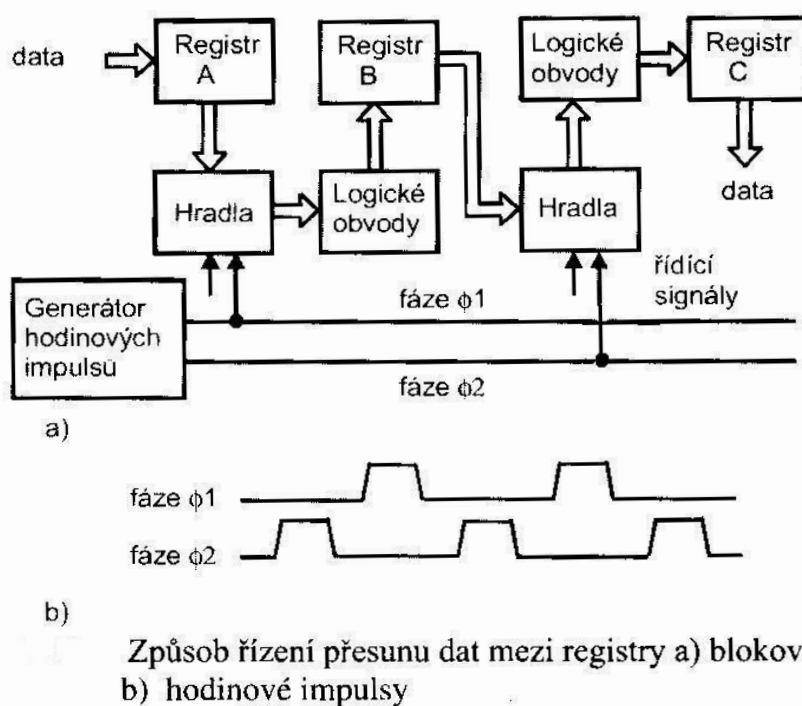 data
Registr
A
Registr
B
Logické
obvody
Registr
C
Hradla
Logické
obvody
Hradla
data
řídící
signály
Generátor
hodinových
impulsů
fáze ϕ1
fáze ϕ2
a)
fáze ϕ1
fáze ϕ2
b)
Způsob řízení přesunu dat mezi registry a) blokov
b) hodinové impulsy